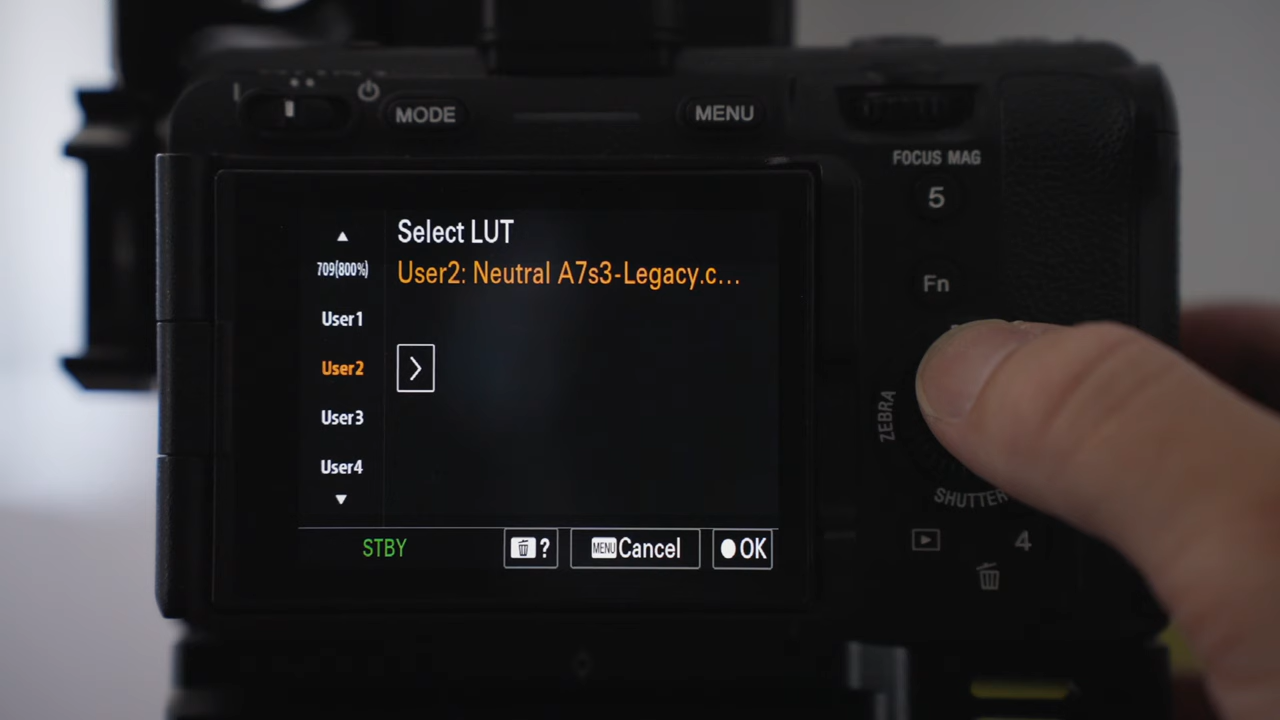 MODE
MENU
FOCUS MAG
5
Fn
ZEBRA
SHUTTER
4
Select LUT
User2: Neutral A7s3-Legacy.c...
709(800%)
User1
User2
User3
User4
STBY
?
MENU Cancel
OK